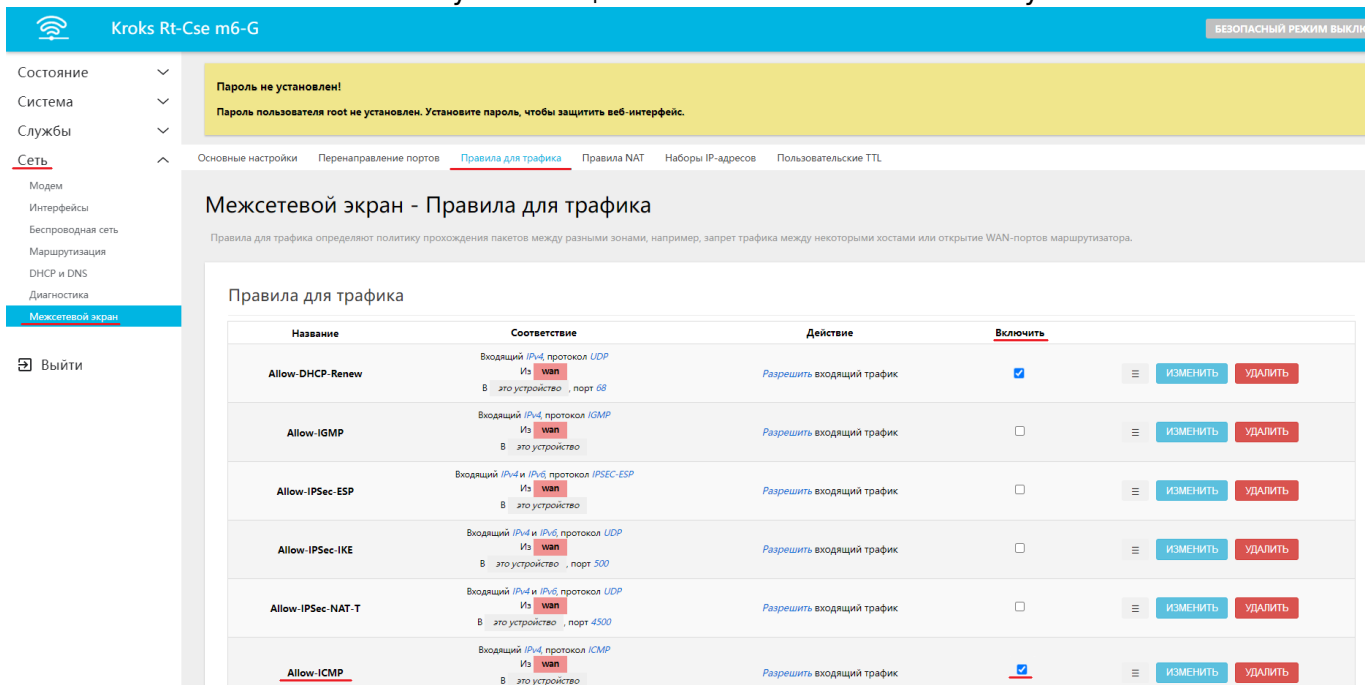 Kroks Rt-Cse m6-G
БЕЗОПАСНЫЙ РЕЖИМ
Состояние
Система
Службы
Сеть
Модем
Интерфейсы
Беспроводная сеть
Маршрутизация
DHCP и DNS
Диагностика
Межсетевой экран
Выйти
Пароль не установлен!
Пароль пользователя root не установлен. Установите пароль, чтобы защитить веб-интерфейс.
Основные настройки Перенаправление портов Правила для трафика Правила NAT Наборы IP-адресов Пользовательские TTL
Межсетевой экран - Правила для трафика
Правила для трафика определяют политику прохождения пакетов между разными зонами, например, запрет трафика между некоторыми хостами или открытие WAN-портов маршрутизатора.
Правила для трафика
Название Соответствие Действие Включить
Allow-DHCP-Renew
Входящий IPv4, протокол UDP
Из wan
В это устройство , порт 68
Разрешить входящий трафик
ИЗМЕНИТЬ УДАЛИТЬ
Allow-IGMP
Входящий IPv4, протокол IGMP
Из wan
В это устройство
Разрешить входящий трафик
ИЗМЕНИТЬ УДАЛИТЬ
Allow-IPSec-ESP
Входящий IPv4 и IPv6, протокол IPSEC-ESP
Из wan
В это устройство
Разрешить входящий трафик
ИЗМЕНИТЬ УДАЛИТЬ
Allow-IPSec-IKE
Входящий IPv4 и IPv6, протокол UDP
Из wan
В это устройство , порт 500
Разрешить входящий трафик
ИЗМЕНИТЬ УДАЛИТЬ
Allow-IPSec-NAT-T
Входящий IPv4 и IPv6, протокол UDP
Из wan
В это устройство , порт 4500
Разрешить входящий трафик
ИЗМЕНИТЬ УДАЛИТЬ
Allow-ICMP
Входящий IPv4, протокол ICMP
Из wan
В это устройство
Разрешить входящий трафик
ИЗМЕНИТЬ УДАЛИТЬ